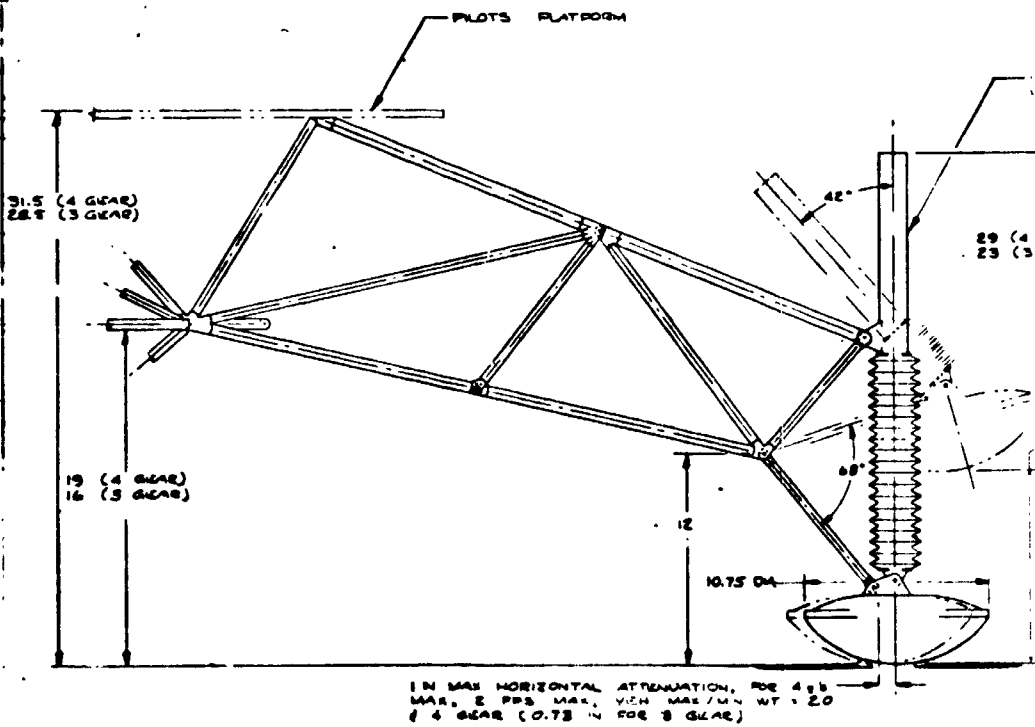 PILOTS PLATFORM
31.5 (4 GEAR)
28.5 (3 GEAR)
42°
29 (4
23 (3
19 (4 GEAR)
16 (3 GEAR)
68°
12
10.75 DIA
1 IN MAX HORIZONTAL ATTENUATION, FOR 4
MAX, 2 FPS MAX, VEH MAX/MIN WT = 20
& 4 GEAR (0.73 IN FOR 3 GEAR)